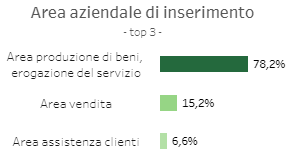 Area aziendale di inserimento
- top 3 -
Area produzione di beni,
erogazione del servizio
78,2%
Area vendita
15,2%
Area assistenza clienti
6,6%